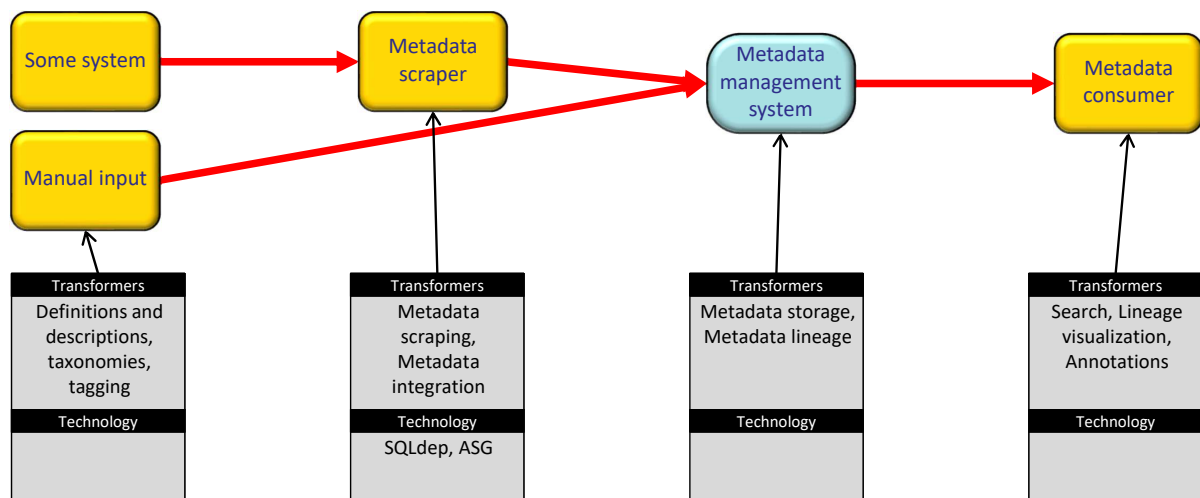 Some system
Metadata
scraper
Metadata
management
system
Metadata
consumer
Manual input
Transformers
Definitions and
descriptions,
taxonomies,
tagging
Technology
Transformers
Metadata
scraping,
Metadata
integration
Technology
SQLdep, ASG
Transformers
Metadata storage,
Metadata lineage
Technology
Transformers
Search, Lineage
visualization,
Annotations
Technology